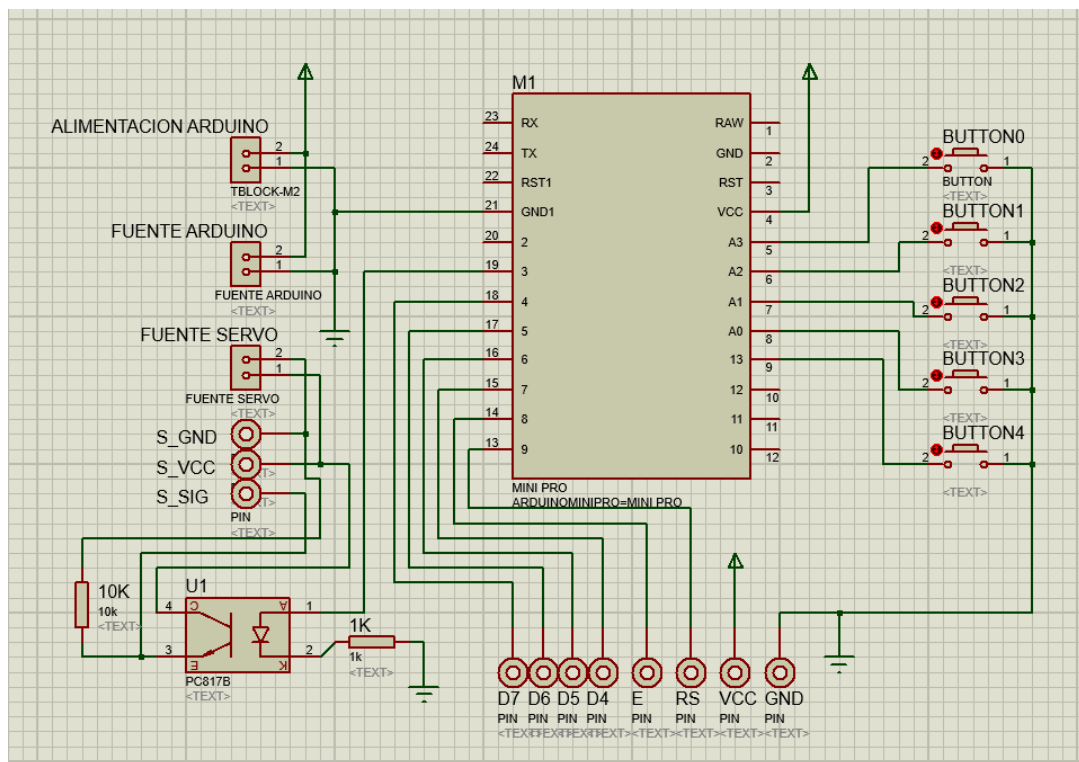 M1
ALIMENTACION ARDUINO
2
1
TBLOCK-M2
<TEXT>
FUENTE ARDUINO
2
1
FUENTE ARDUINO
<TEXT>
FUENTE SERVO
2
1
FUENTE SERVO
<TEXT>
S_GND
S_VCC
S_SIG
PIN
<TEXT>
10K
10k
<TEXT>
U1
4 C A 1
3 E K 2
PC817B
<TEXT>
1K
1k
<TEXT>
23 RX RAW 1
24 TX GND 2
22 RST1 RST 3
21 GND1 VCC 4
20 2 A3 5
19 3 A2 6
18 4 A1 7
17 5 A0 8
16 6 13 9
15 7 12 10
14 8 11 11
13 9 10 12
MINI PRO
ARDUINOMINIPRO=MINI PRO
BUTTON0
2 1
BUTTON
<TEXT>
BUTTON1
2 1
<TEXT>
BUTTON2
2 1
<TEXT>
BUTTON3
2 1
<TEXT>
BUTTON4
2 1
<TEXT>
D7 D6 D5 D4 E RS VCC GND
PIN PIN PIN PIN PIN PIN PIN PIN
<TEXT> <TEXT> <TEXT> <TEXT>